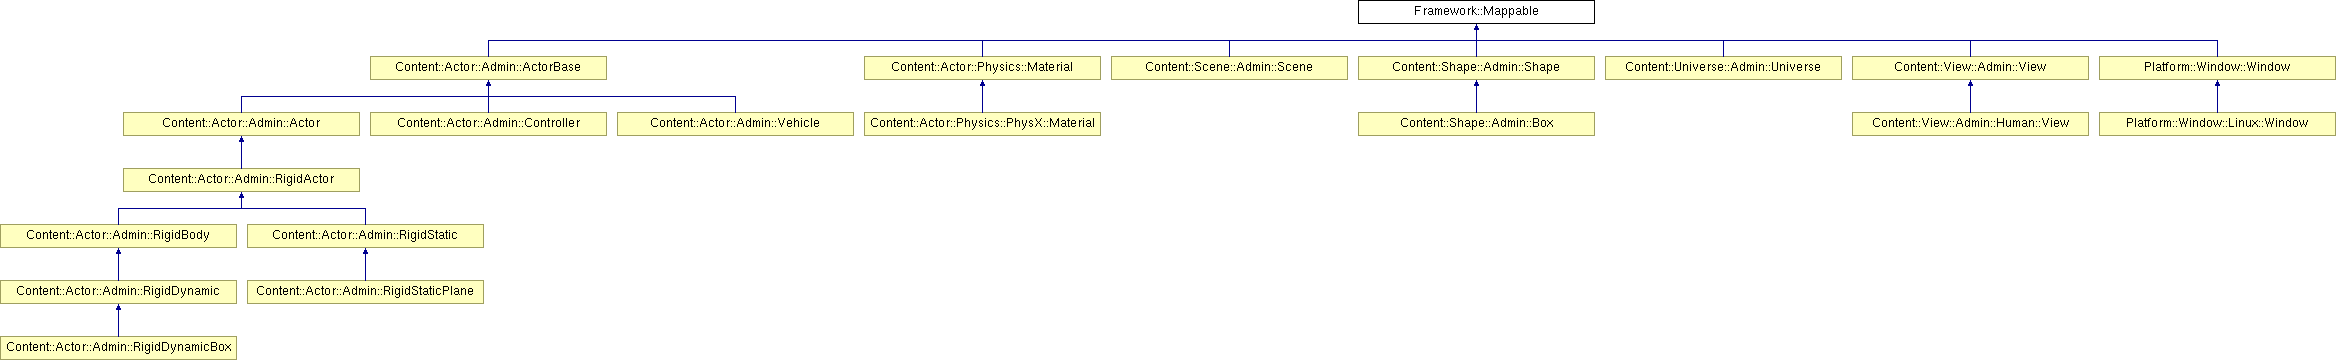 Framework::Mappable
Content::Actor::Admin::ActorBase
Content::Actor::Physics::Material
Content::Scene::Admin::Scene
Content::Shape::Admin::Shape
Content::Universe::Admin::Universe
Content::View::Admin::View
Platform::Window::Window
Content::Actor::Admin::Actor
Content::Actor::Admin::Controller
Content::Actor::Admin::Vehicle
Content::Actor::Physics::PhysX::Material
Content::Shape::Admin::Box
Content::View::Admin::Human::View
Platform::Window::Linux::Window
Content::Actor::Admin::RigidActor
Content::Actor::Admin::RigidBody
Content::Actor::Admin::RigidStatic
Content::Actor::Admin::RigidDynamic
Content::Actor::Admin::RigidStaticPlane
Content::Actor::Admin::RigidDynamicBox